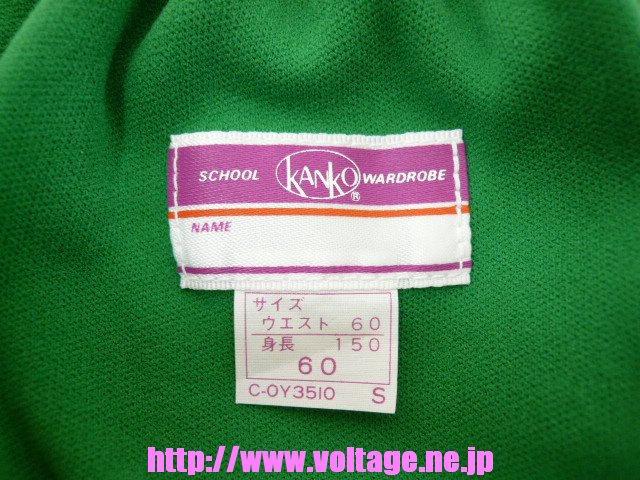 SCHOOL KANKO® WARDROBE
NAME
サイズ
ウエスト 60
身長 150
60
C-OY3510 S
http://www.voltage.ne.jp